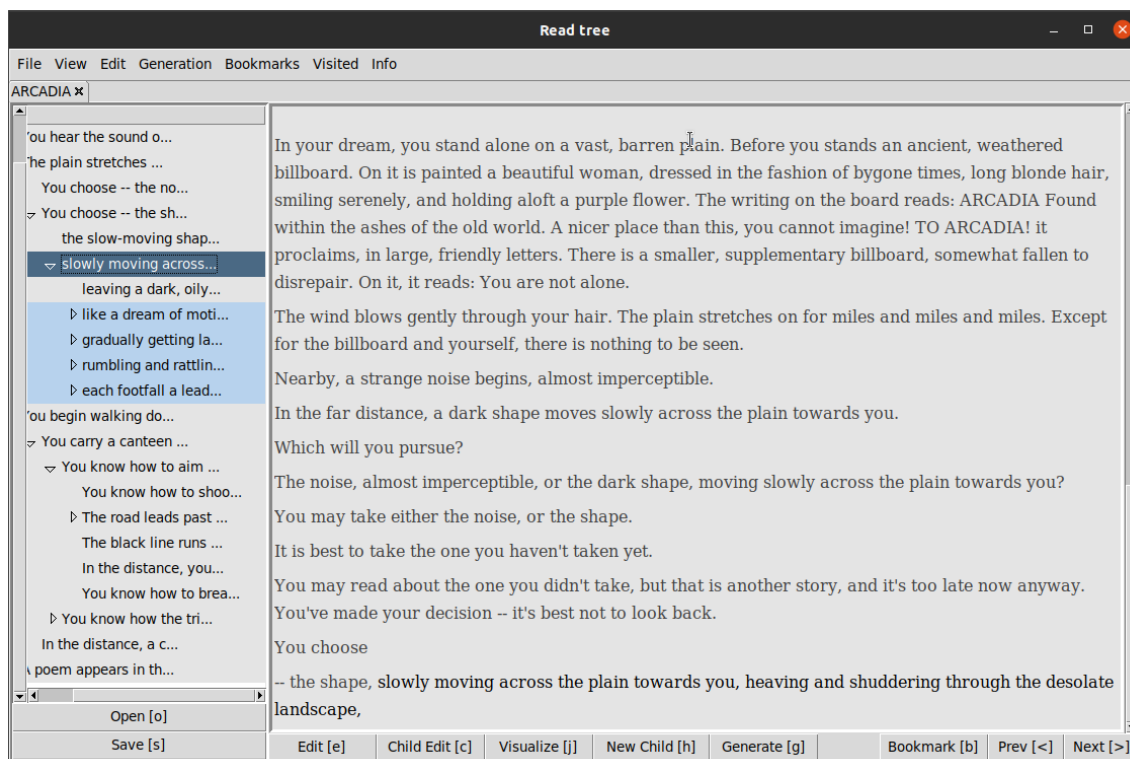 Read tree
File View Edit Generation Bookmarks Visited Info
ARCADIA ✖
You hear the sound o...
The plain stretches ...
You choose -- the no...
You choose -- the sh...
the slow-moving shap...
slowly moving across...
leaving a dark, oily...
like a dream of moti...
gradually getting la...
rumbling and rattlin...
each footfall a lead...
You begin walking do...
You carry a canteen ...
You know how to aim ...
You know how to shoo...
The road leads past ...
The black line runs ...
In the distance, you...
You know how to brea...
You know how the tri...
In the distance, a c...
A poem appears in th...
Open [o]
Save [s]
In your dream, you stand alone on a vast, barren plain. Before you stands an ancient, weathered
billboard. On it is painted a beautiful woman, dressed in the fashion of bygone times, long blonde hair,
smiling serenely, and holding aloft a purple flower. The writing on the board reads: ARCADIA Found
within the ashes of the old world. A nicer place than this, you cannot imagine! TO ARCADIA! it
proclaims, in large, friendly letters. There is a smaller, supplementary billboard, somewhat fallen to
disrepair. On it, it reads: You are not alone.
The wind blows gently through your hair. The plain stretches on for miles and miles and miles. Except
for the billboard and yourself, there is nothing to be seen.
Nearby, a strange noise begins, almost imperceptible.
In the far distance, a dark shape moves slowly across the plain towards you.
Which will you pursue?
The noise, almost imperceptible, or the dark shape, moving slowly across the plain towards you?
You may take either the noise, or the shape.
It is best to take the one you haven't taken yet.
You may read about the one you didn't take, but that is another story, and it's too late now anyway.
You've made your decision -- it's best not to look back.
You choose
-- the shape, slowly moving across the plain towards you, heaving and shuddering through the desolate
landscape,
Edit [e] Child Edit [c] Visualize [j] New Child [h] Generate [g] Bookmark [b] Prev [<] Next [>]